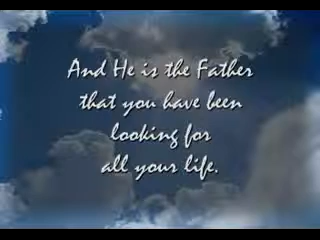 And He is the Father
that you have been
looking for
all your life.